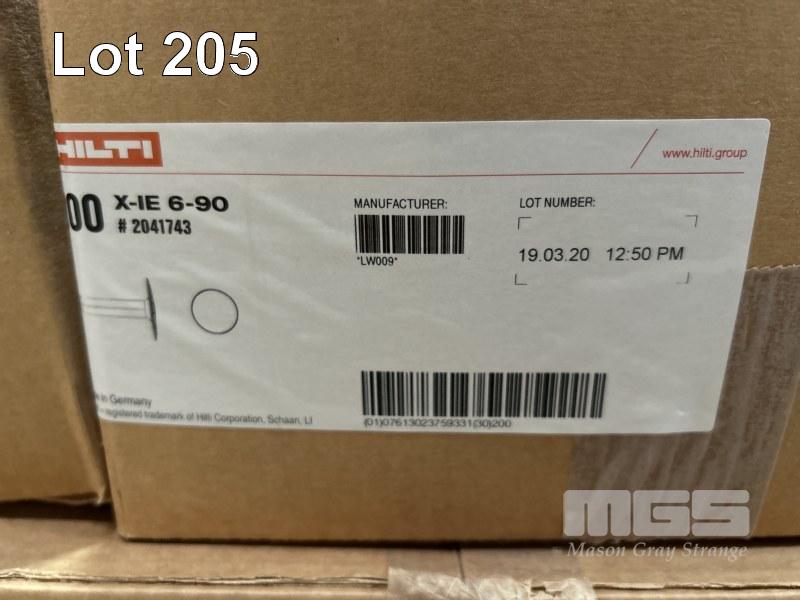 Lot 205
HILTI
www.hilti.group
00 X-IE 6-90
# 2041743
MANUFACTURER:
*LW009*
LOT NUMBER:
19.03.20 12:50 PM
in Germany
registered trademark of Hilti Corporation, Schaan, LI
(01)07613023759331(30)200
MGS
Mason Gray Strange